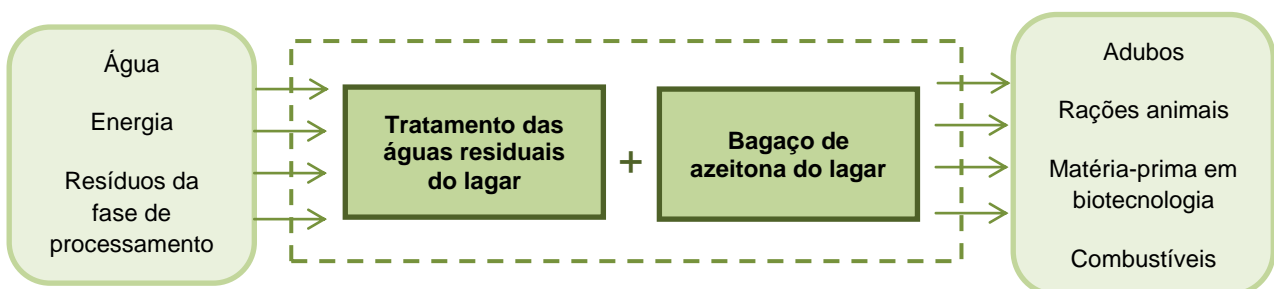 Água
Energia
Resíduos da
fase de
processamento
Tratamento das
águas residuais
do lagar
+
Bagaço de
azeitona do lagar
Adubos
Rações animais
Matéria-prima em
biotecnologia
Combustíveis